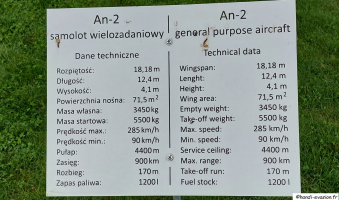 An-2
samolot wielozadaniowy
Dane techniczne
Rozpiętość: 18,18 m
Długość: 12,4 m
Wysokość: 4,1 m
Powierzchnia nośna: 71,5 m²
Masa własna: 3450 kg
Masa startowa: 5500 kg
Prędkość max.: 285 km/h
Prędkość min.: 90 km/h
Pułap: 4400 m
Zasięg: 900 km
Rozbieg: 170 m
Zapas paliwa: 1200 l
An-2
general purpose aircraft
Technical data
Wingspan: 18,18 m
Lenght: 12,4 m
Height: 4,1 m
Wing area: 71,5 m²
Empty weight: 3450 kg
Take-off weight: 5500 kg
Max. speed: 285 km/h
Min. speed: 90 km/h
Service ceiling: 4400 m
Max. range: 900 km
Take-off run: 170 m
Fuel stock: 1200 l
©handi-evasion.fr